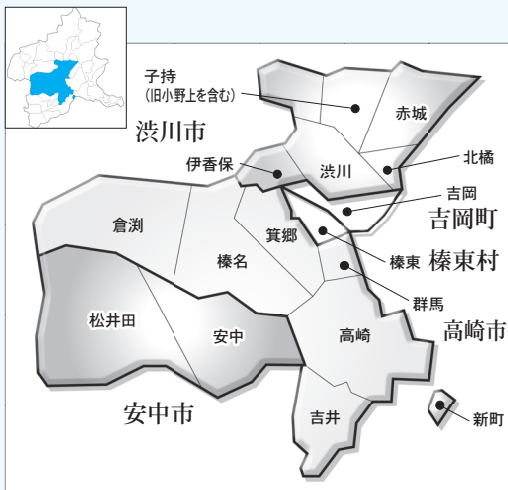 子持
(旧小野上を含む)
赤城
渋川市
伊香保
渋川
北橘
吉岡
吉岡町
倉渕
箕郷
榛名
榛東
榛東村
群馬
松井田
安中
高崎
高崎市
安中市
吉井
新町